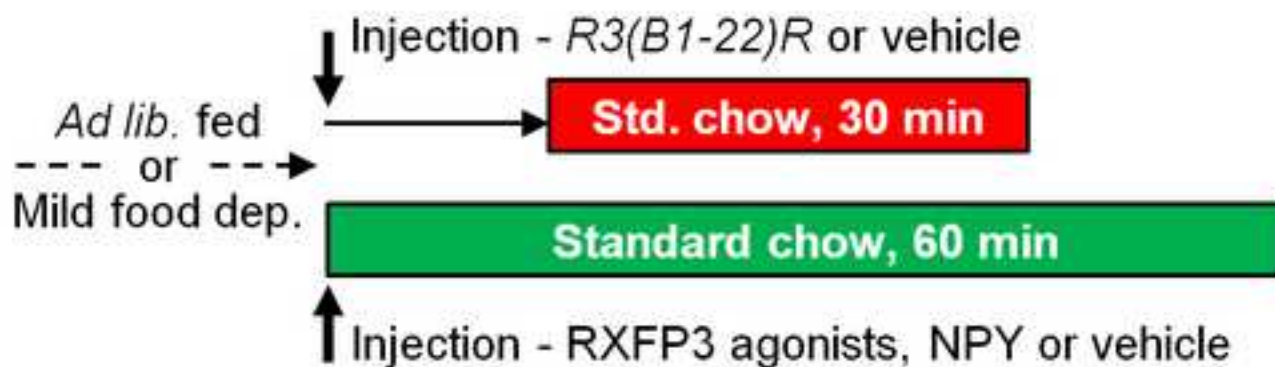 Injection - R3(B1-22)R or vehicle
Std. chow, 30 min
Ad lib. fed
or
Mild food dep.
Standard chow, 60 min
Injection - RXFP3 agonists, NPY or vehicle